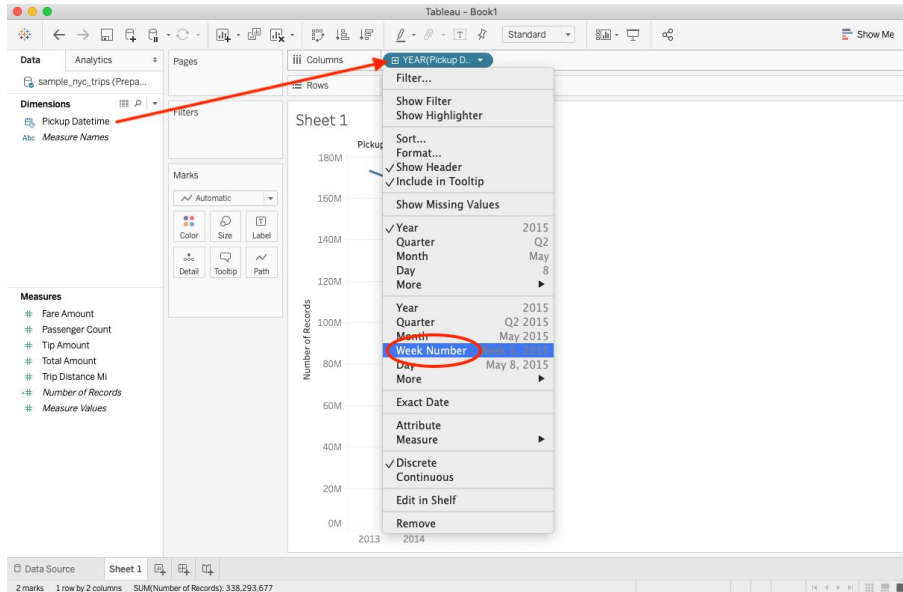 Tableau - Book1
Standard
Show Me
Data Analytics
Pages
Columns
YEAR(Pickup D..
sample_nyc_trips (Prepa...
Rows
Dimensions
Pickup Datetime
Abc Measure Names
Filters
Sheet 1
Marks
Automatic
Color Size Label
Detail Tooltip Path
Measures
# Fare Amount
# Passenger Count
# Tip Amount
# Total Amount
# Trip Distance Mi
# Number of Records
# Measure Values
Pickup
Number of Records
180M
160M
140M
120M
100M
80M
60M
40M
20M
0M
2013 2014
Filter...
Show Filter
Show Highlighter
Sort...
Format...
Show Header
Include in Tooltip
Show Missing Values
Year 2015
Quarter Q2
Month May
Day 8
More
Year 2015
Quarter Q2 2015
Month May 2015
Week Number 2015
Day May 8, 2015
More
Exact Date
Attribute
Measure
Discrete
Continuous
Edit in Shelf
Remove
Data Source Sheet 1
2 marks 1 row by 2 columns SUM(Number of Records): 338,293,677